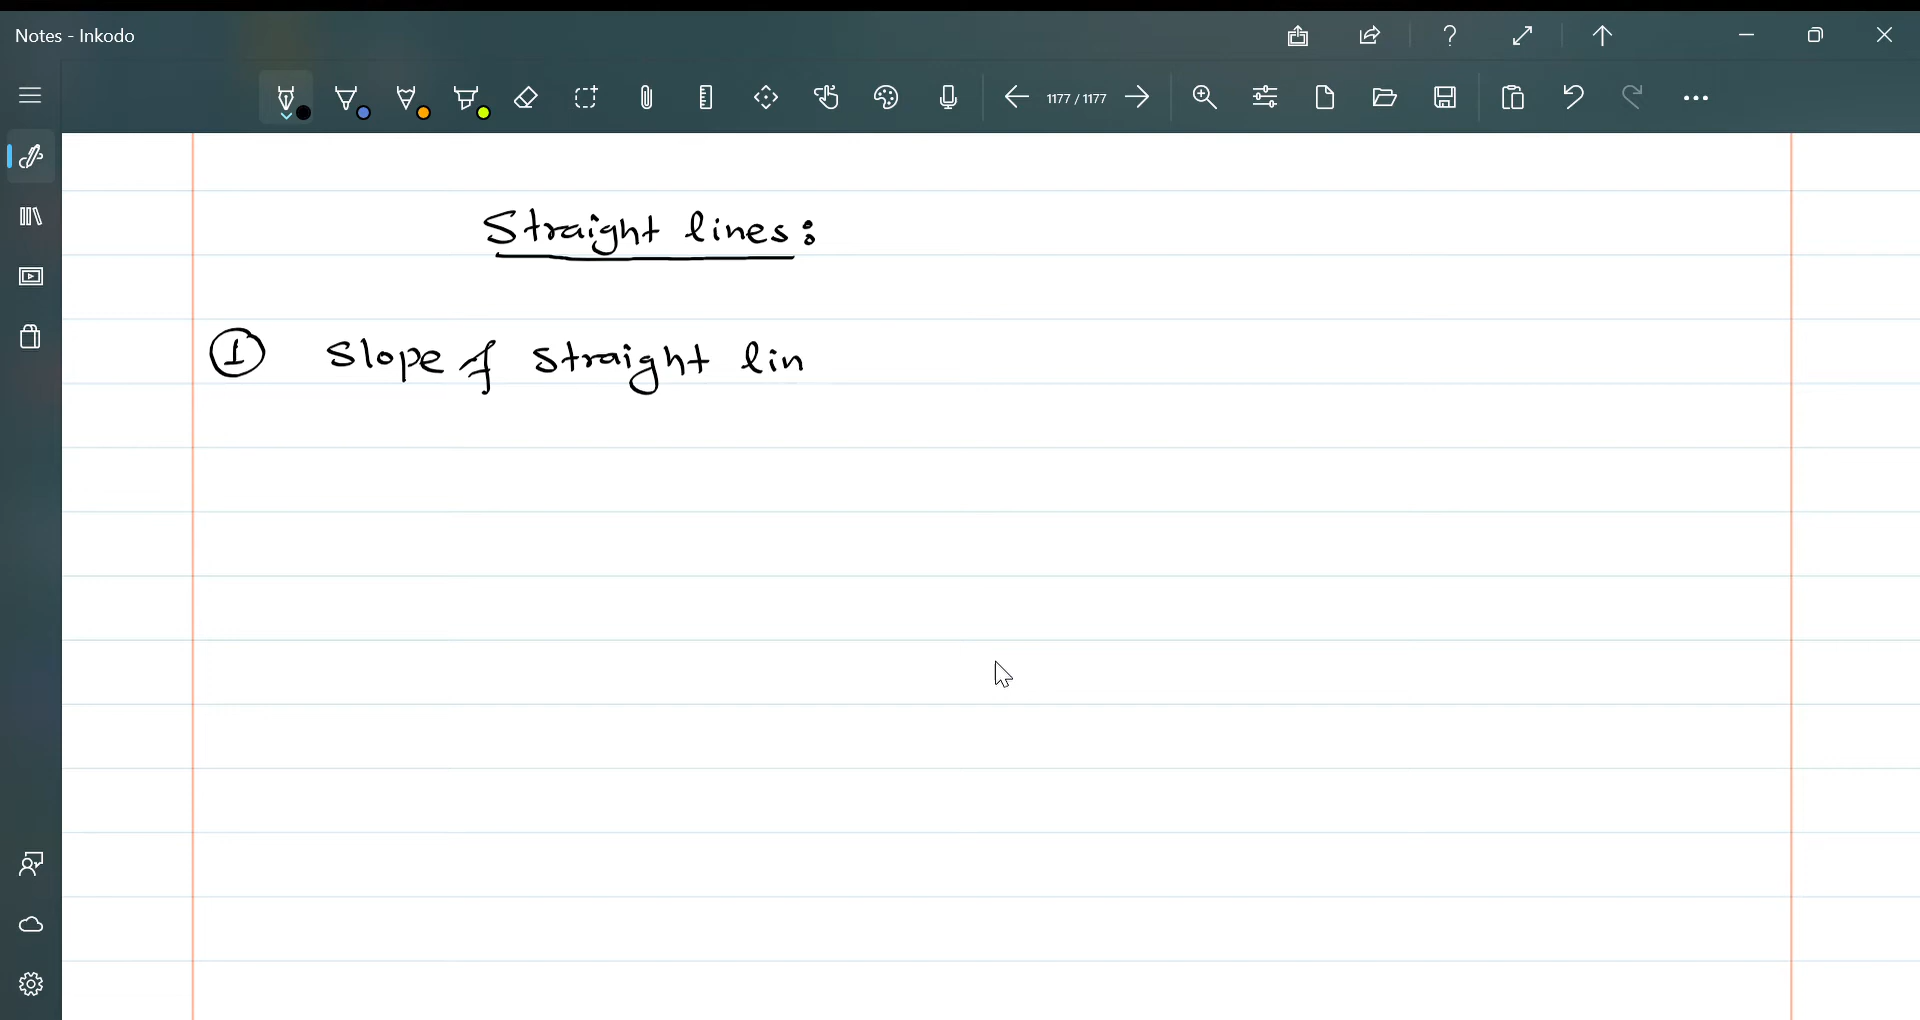 Notes - Inkodo
1177 / 1177
Straight lines:
① Slope of straight lin